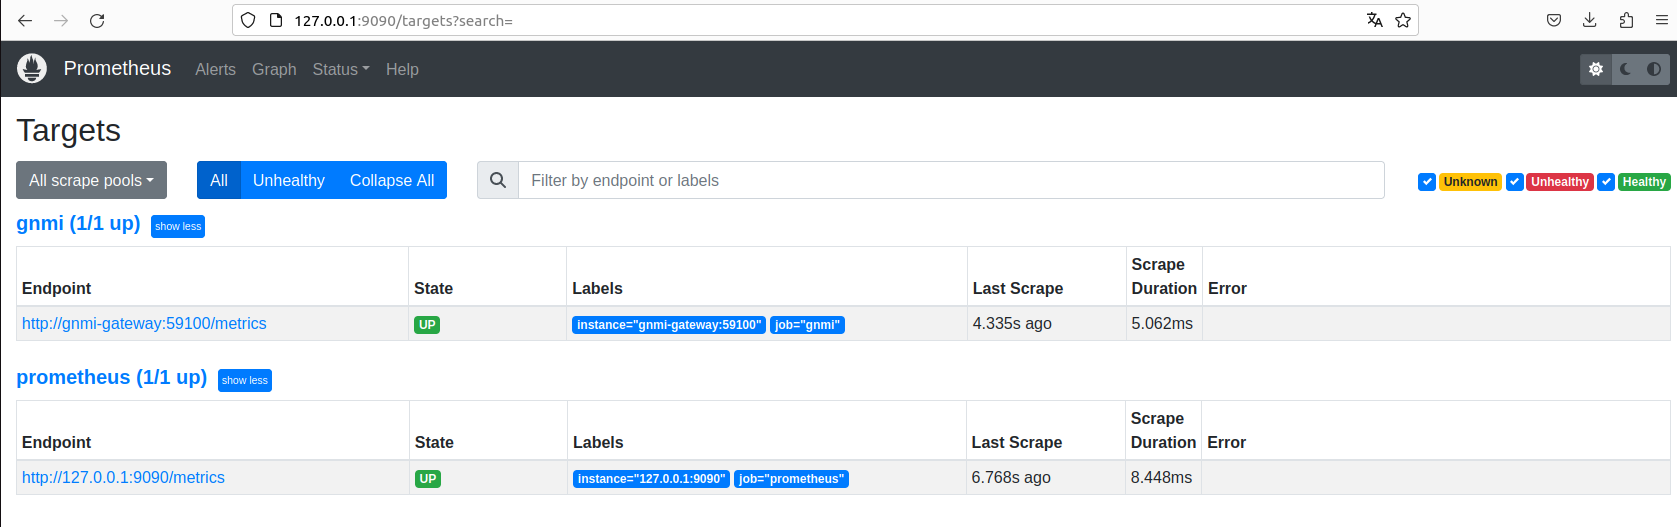 127.0.0.1:9090/targets?search=
Prometheus Alerts Graph Status Help
Targets
All scrape pools All Unhealthy Collapse All Filter by endpoint or labels Unknown Unhealthy Healthy
gnmi (1/1 up) show less
Endpoint State Labels Last Scrape Scrape Duration Error
http://gnmi-gateway:59100/metrics UP instance="gnmi-gateway:59100" job="gnmi" 4.335s ago 5.062ms
prometheus (1/1 up) show less
Endpoint State Labels Last Scrape Scrape Duration Error
http://127.0.0.1:9090/metrics UP instance="127.0.0.1:9090" job="prometheus" 6.768s ago 8.448ms